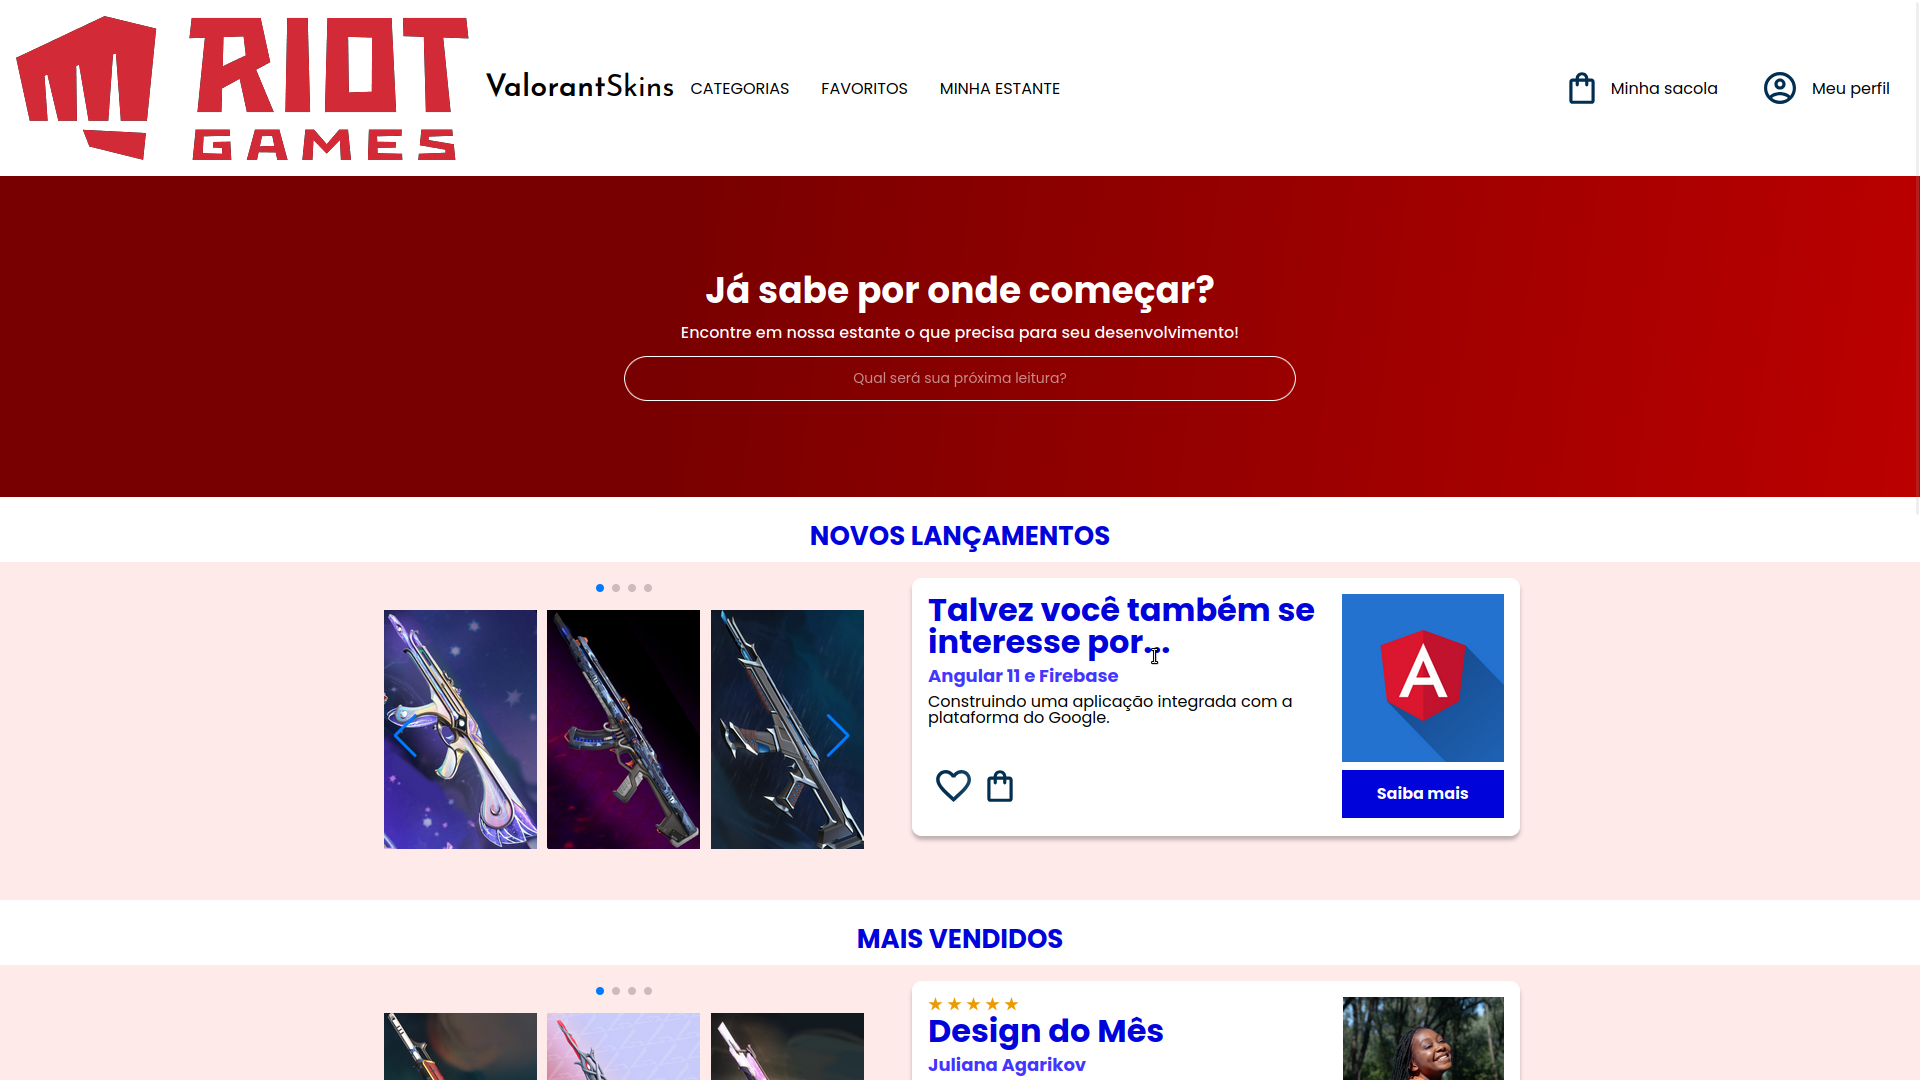 RIOT
GAMES
ValorantSkins
CATEGORIAS
FAVORITOS
MINHA ESTANTE
Minha sacola
Meu perfil
Já sabe por onde começar?
Encontre em nossa estante o que precisa para seu desenvolvimento!
Qual será sua próxima leitura?
NOVOS LANÇAMENTOS
Talvez você também se
interesse por...
Angular 11 e Firebase
Construindo uma aplicação integrada com a
plataforma do Google.
A
Saiba mais
MAIS VENDIDOS
Design do Mês
Juliana Agarikov